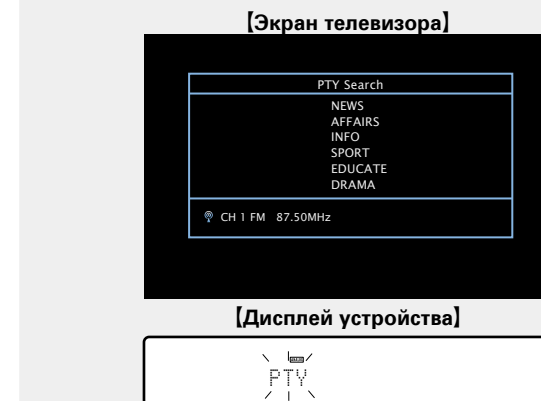 【Экран телевизора】
PTY Search
NEWS
AFFAIRS
INFO
SPORT
EDUCATE
DRAMA
CH 1 FM 87.50MHz
【Дисплей устройства】
PTY